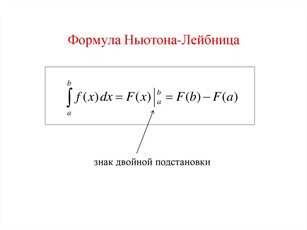 Формула Ньютона-Лейбница
∫ₐᵇ f(x)dx = F(x)|ₐᵇ = F(b) − F(a)
знак двойной подстановки